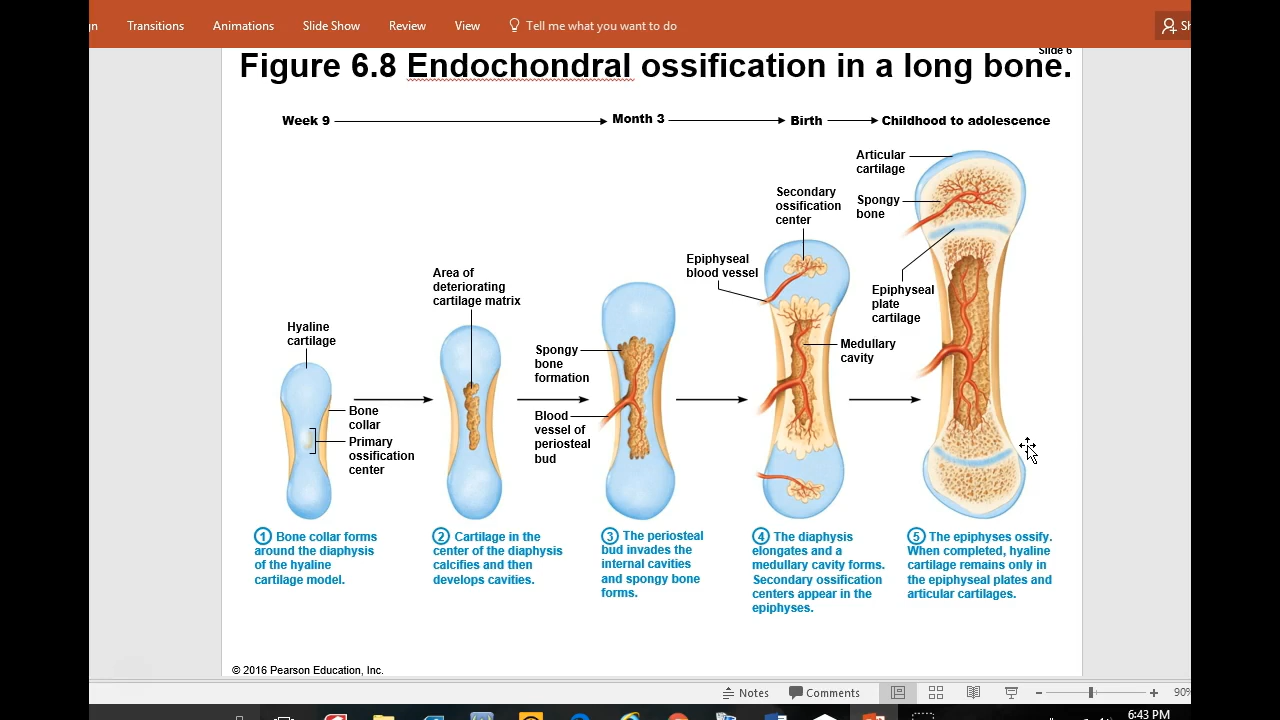 gn Transitions Animations Slide Show Review View Tell me what you want to do Sh
Slide 6
Figure 6.8 Endochondral ossification in a long bone.
Week 9 Month 3 Birth Childhood to adolescence
Articular
cartilage
Secondary
ossification
center
Spongy
bone
Epiphyseal
blood vessel
Area of
deteriorating
cartilage matrix
Epiphyseal
plate
cartilage
Hyaline
cartilage
Spongy
bone
formation
Medullary
cavity
Bone
collar
Primary
ossification
center
Blood
vessel of
periosteal
bud
1 Bone collar forms
around the diaphysis
of the hyaline
cartilage model.
2 Cartilage in the
center of the diaphysis
calcifies and then
develops cavities.
3 The periosteal
bud invades the
internal cavities
and spongy bone
forms.
4 The diaphysis
elongates and a
medullary cavity forms.
Secondary ossification
centers appear in the
epiphyses.
5 The epiphyses ossify.
When completed, hyaline
cartilage remains only in
the epiphyseal plates and
articular cartilages.
© 2016 Pearson Education, Inc.
Notes Comments 90%
6:43 PM